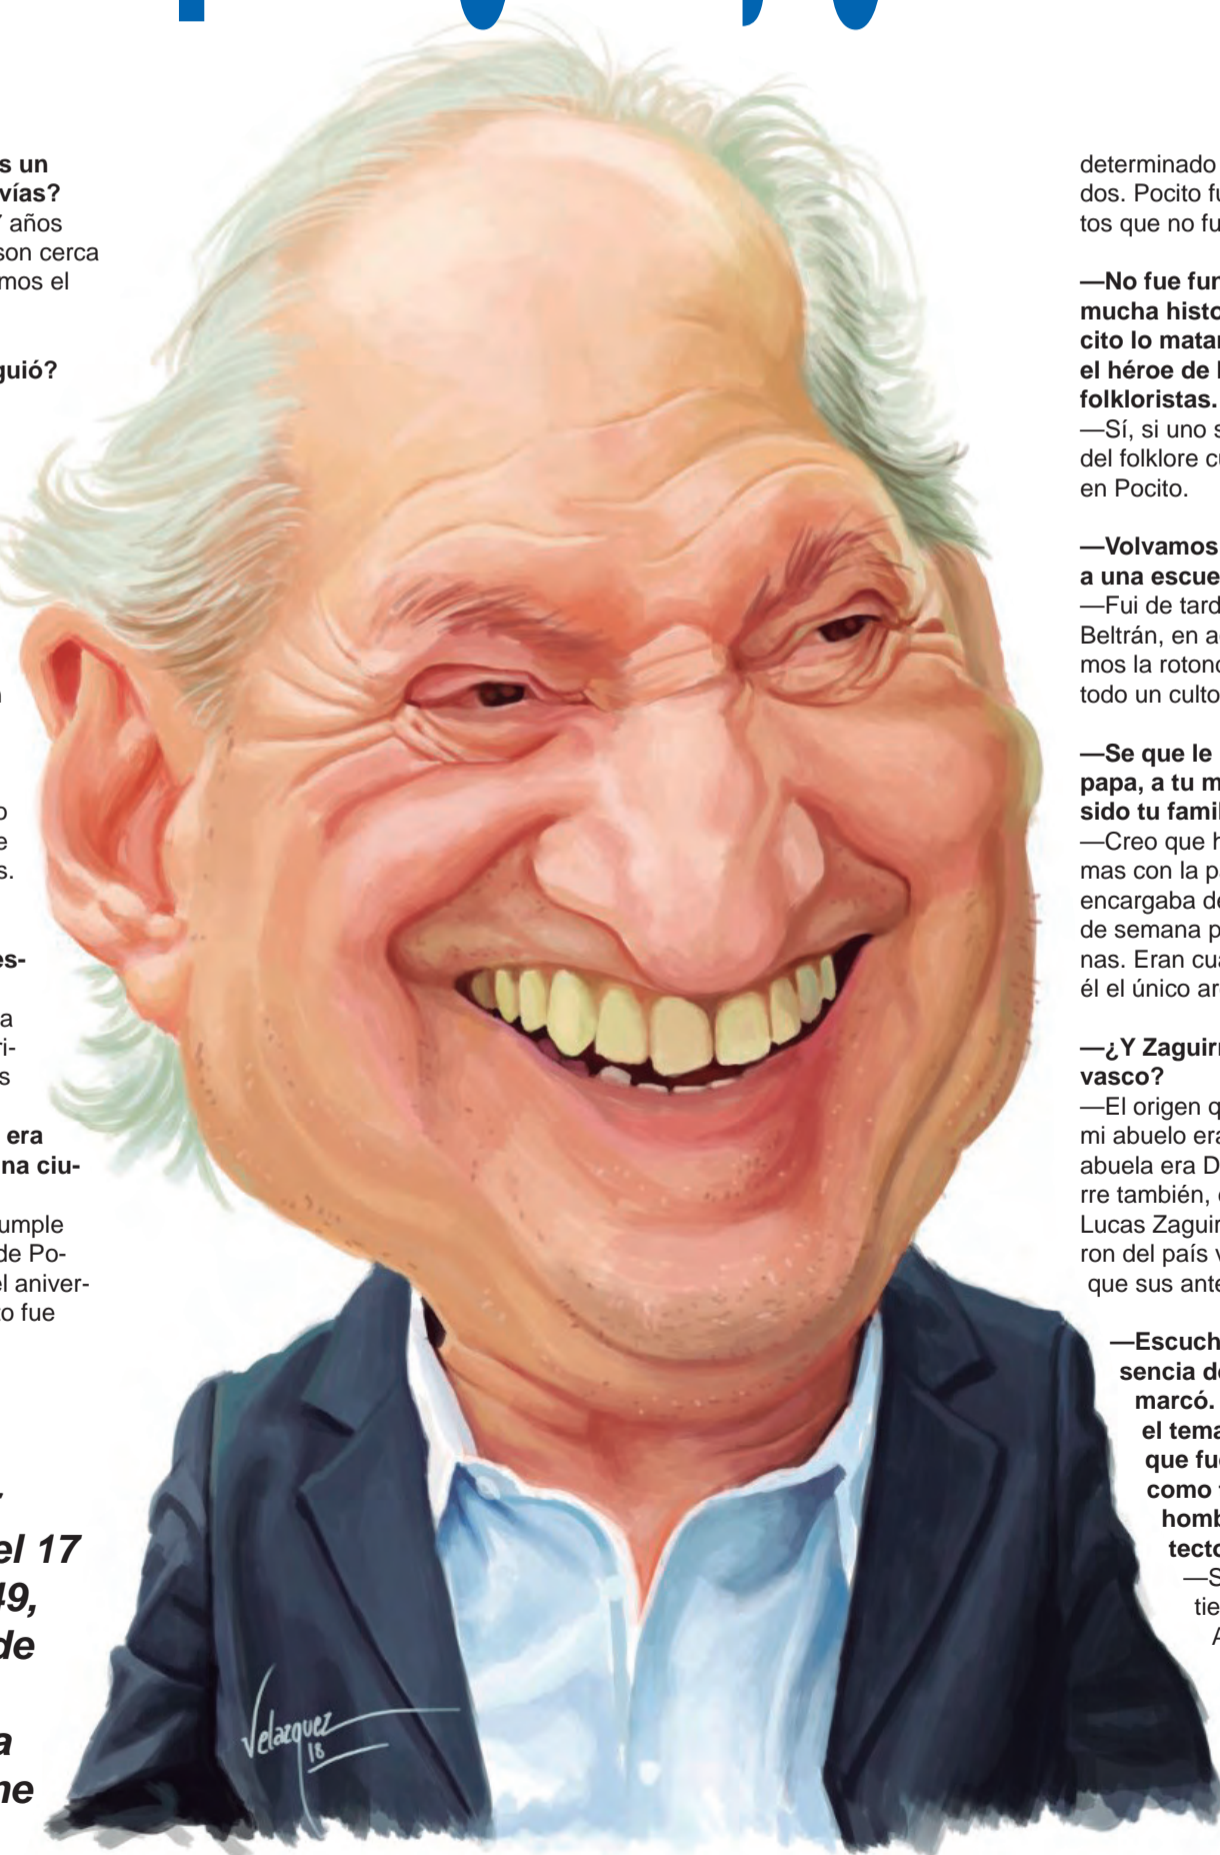 s un
vías?
años
son cerca
mos el
guió?
o
e
s.
es-
a
ri-
s
era
na ciu-
umple
de Po-
el aniver-
to fue
el 17
49,
de
a
ne
Velazquez
18
determinado
dos. Pocito fu
tos que no fu
—No fue fun
mucha histo
cito lo matar
el héroe de l
folkloristas.
—Sí, si uno s
del folklore cu
en Pocito.
—Volvamos
a una escue
—Fui de tard
Beltrán, en a
mos la rotond
todo un culto
—Se que le
papa, a tu m
sido tu famil
—Creo que h
mas con la pa
encargaba de
de semana p
nas. Eran cua
él el único ar
—¿Y Zaguirr
vasco?
—El origen q
mi abuelo era
abuela era D
rre también,
Lucas Zaguir
ron del país v
que sus ante
—Escuch
sencia de
marcó.
el tema
que fue
como
homb
tecto
—S
tie
A